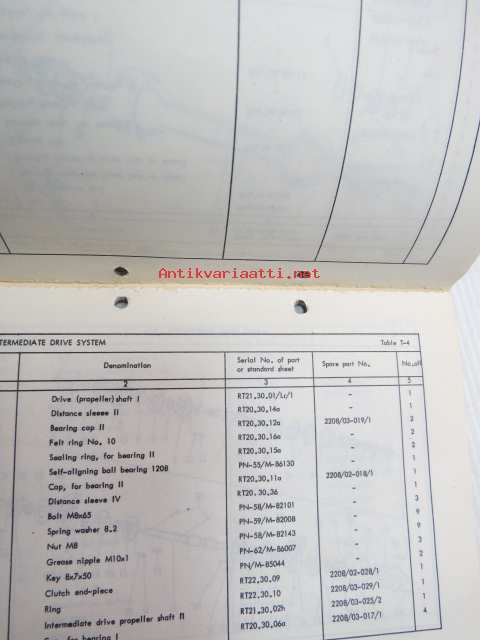 Antikvariaatti.net
TERMEDIATE DRIVE SYSTEM Table T-4
Denomination Serial No. of part or standard sheet Spare part No. No.off
2 3 4 5
Drive (propeller) shaft I RT21.30.01/Lr/I - 1
Distance sleeve II RT20.30.14a - 1
Bearing cap II RT20.30.12a 2208/03-019/1 2
Felt ring No. 10 RT20.30.16a - 2
Sealing ring, for bearing II RT20.30.15a - 2
Self-aligning ball bearing 1208 PN-55/M-86130 - 1
Cap, for bearing II RT20.30.11a 2208/02-018/1 1
Distance sleeve IV RT20.30.36 - 1
Bolt M8x65 PN-58/M-82101 - 3
Spring washer 8.2 PN-59/M-82008 - 9
Nut M8 PN-58/M-82143 - 9
Grease nipple M10x1 PN-62/M-86007 - 3
Key 8x7x50 PN/M-85044 - 2
Clutch end-piece RT22.30.09 2208/02-028/1 1
Ring RT22.30.10 2208/03-029/1 1
Intermediate drive propeller shaft II RT21.30.02h 2208/03-025/2 1
Cap for bearing I RT20.30.06a 2208/03-017/1 4